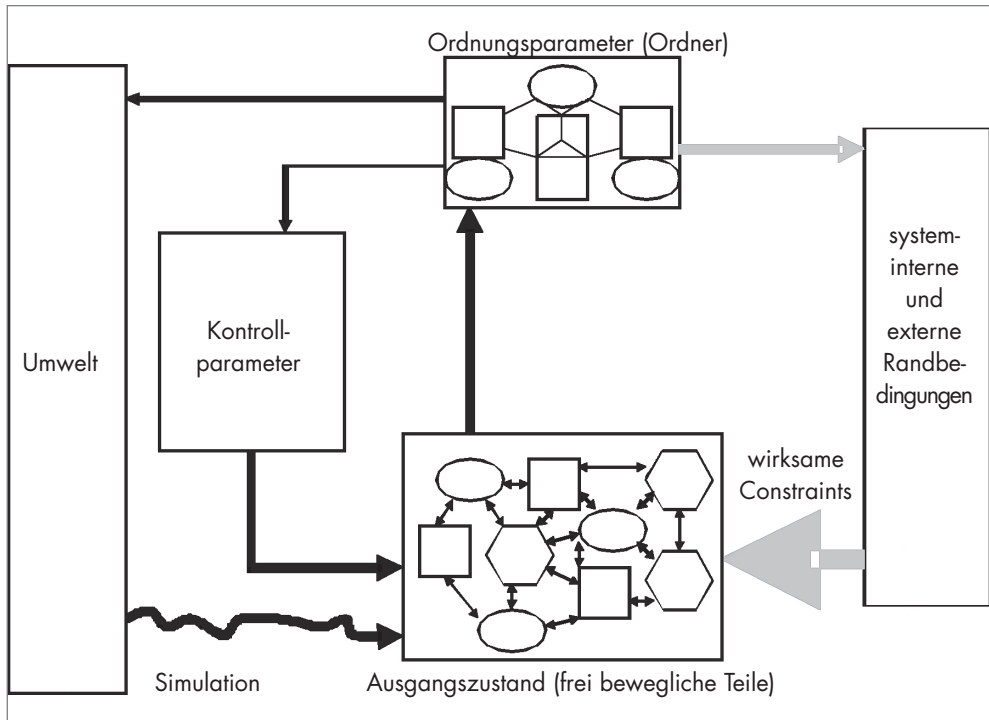 Ordnungsparameter (Ordner)
Umwelt
Kontroll-
parameter
system-
interne
und
externe
Randbe-
dingungen
wirksame
Constraints
Simulation
Ausgangszustand (frei bewegliche Teile)